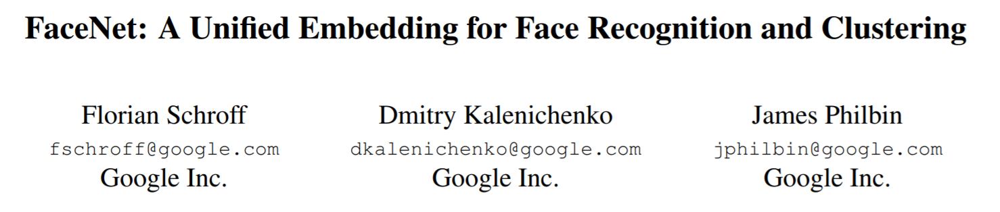 FaceNet: A Unified Embedding for Face Recognition and Clustering
Florian Schroff
fschroff@google.com
Google Inc.
Dmitry Kalenichenko
dkalenichenko@google.com
Google Inc.
James Philbin
jphilbin@google.com
Google Inc.